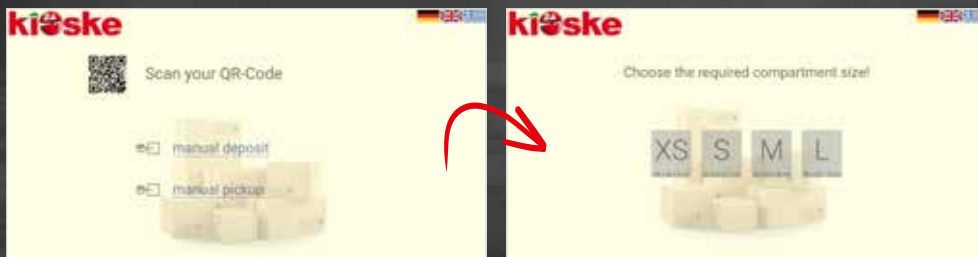 kioske
Scan your QR-Code
manual deposit
manual pickup
kioske
Choose the required compartment size!
XS S M L